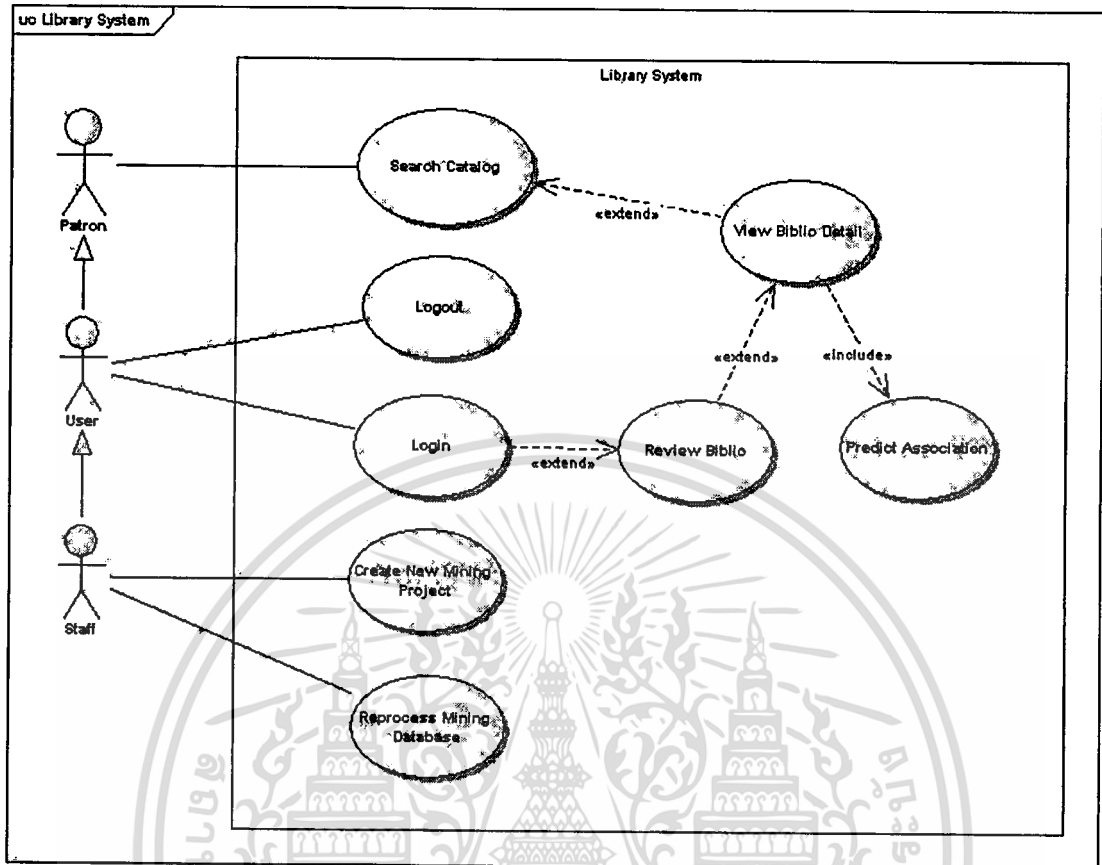 uc Library System
Library System
Search Catalog
Patron
«extend»
View Biblio Detail
Logout
«extend»
«include»
User
Login
«extend»
Review Biblio
Predict Association
Create New Mining
Project
Staff
Reprocess Mining
Database